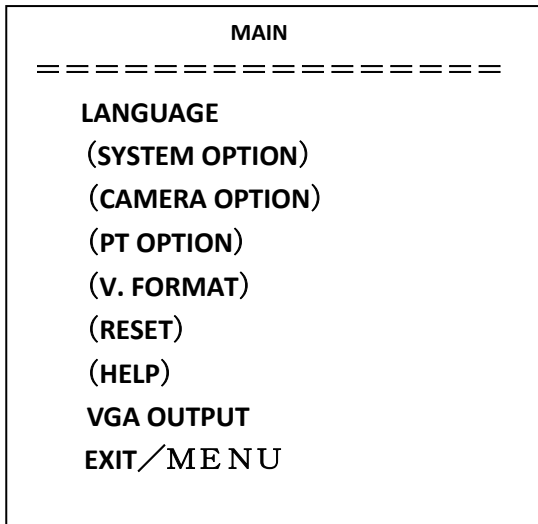 MAIN
＝＝＝＝＝＝＝＝＝＝＝＝＝＝＝＝
LANGUAGE
（SYSTEM OPTION）
（CAMERA OPTION）
（PT OPTION）
（V. FORMAT）
（RESET）
（HELP）
VGA OUTPUT
EXIT／ＭＥＮＵ